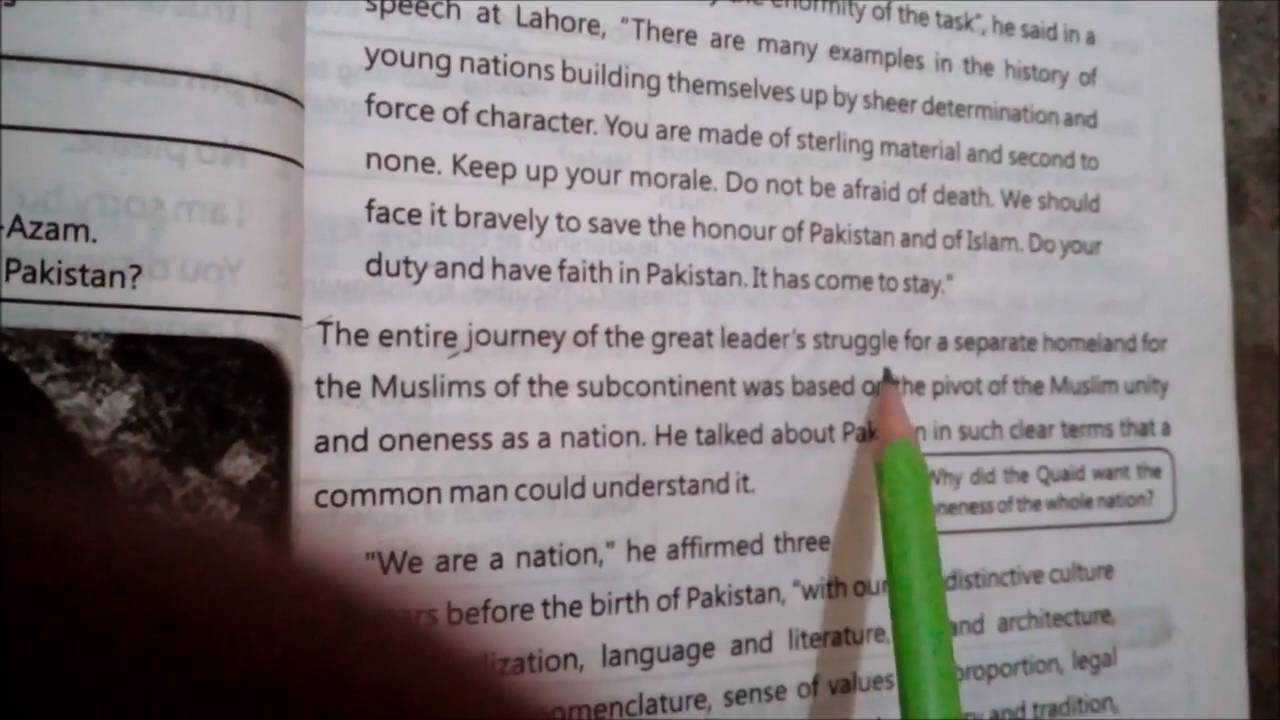 enormity of the task", he said in a
speech at Lahore, "There are many examples in the history of
young nations building themselves up by sheer determination and
force of character. You are made of sterling material and second to
none. Keep up your morale. Do not be afraid of death. We should
face it bravely to save the honour of Pakistan and of Islam. Do your
duty and have faith in Pakistan. It has come to stay."
The entire journey of the great leader's struggle for a separate homeland for
the Muslims of the subcontinent was based on the pivot of the Muslim unity
and oneness as a nation. He talked about in such clear terms that a
common man could understand it.
Why did the Quaid want the
of the whole nation?
"We are a nation," he affirmed three
before the birth of Pakistan, "with our distinctive culture
language and literature, and architecture,
sense of values proportion, legal
and tradition,
-Azam.
Pakistan?